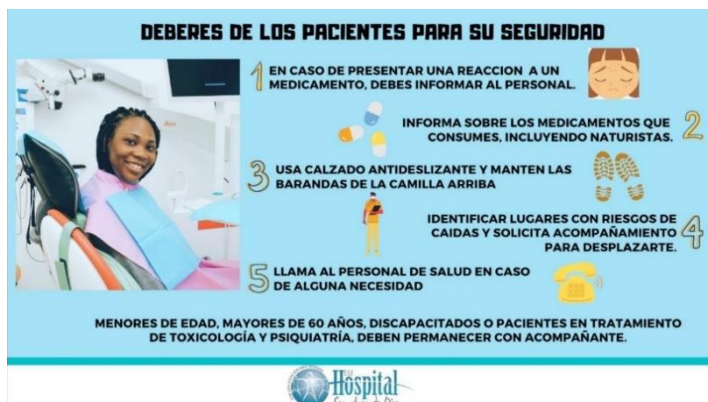 DEBERES DE LOS PACIENTES PARA SU SEGURIDAD
1 EN CASO DE PRESENTAR UNA REACCION A UN
MEDICAMENTO, DEBES INFORMAR AL PERSONAL.
INFORMA SOBRE LOS MEDICAMENTOS QUE 2
CONSUMES, INCLUYENDO NATURISTAS.
3 USA CALZADO ANTIDESLIZANTE Y MANTEN LAS
BARANDAS DE LA CAMILLA ARRIBA
IDENTIFICAR LUGARES CON RIESGOS DE
CAIDAS Y SOLICITA ACOMPAÑAMIENTO 4
PARA DESPLAZARTE.
5 LLAMA AL PERSONAL DE SALUD EN CASO
DE ALGUNA NECESIDAD
MENORES DE EDAD, MAYORES DE 60 AÑOS, DISCAPACITADOS O PACIENTES EN TRATAMIENTO
DE TOXICOLOGÍA Y PSIQUIATRÍA, DEBEN PERMANECER CON ACOMPAÑANTE.
Hospital